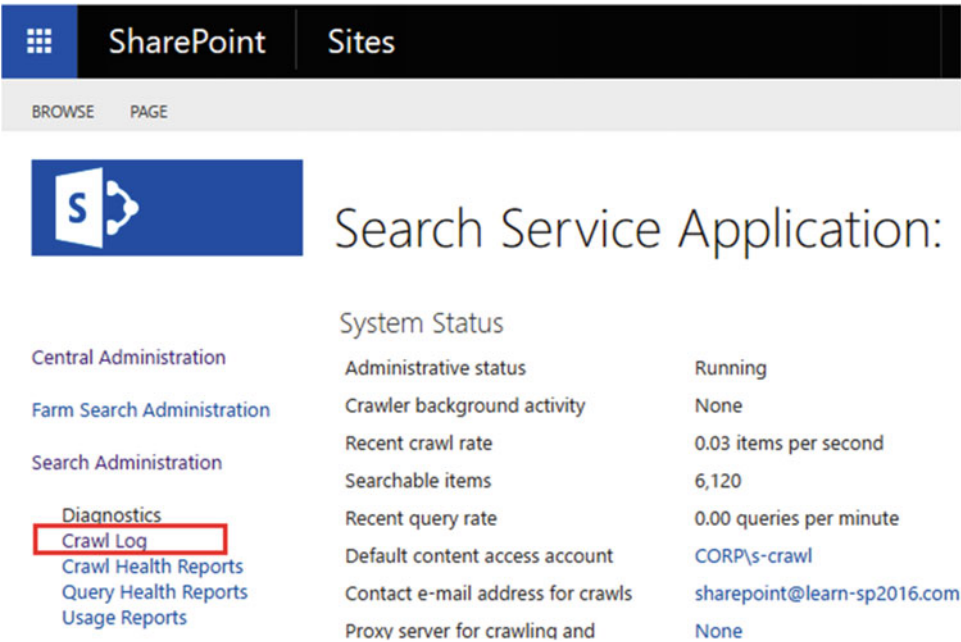 SharePoint Sites
BROWSE PAGE
S
Search Service Application:
Central Administration
Farm Search Administration
Search Administration
Diagnostics
Crawl Log
Crawl Health Reports
Query Health Reports
Usage Reports
System Status
Administrative status Running
Crawler background activity None
Recent crawl rate 0.03 items per second
Searchable items 6,120
Recent query rate 0.00 queries per minute
Default content access account CORP\s-crawl
Contact e-mail address for crawls sharepoint@learn-sp2016.com
Proxy server for crawling and None